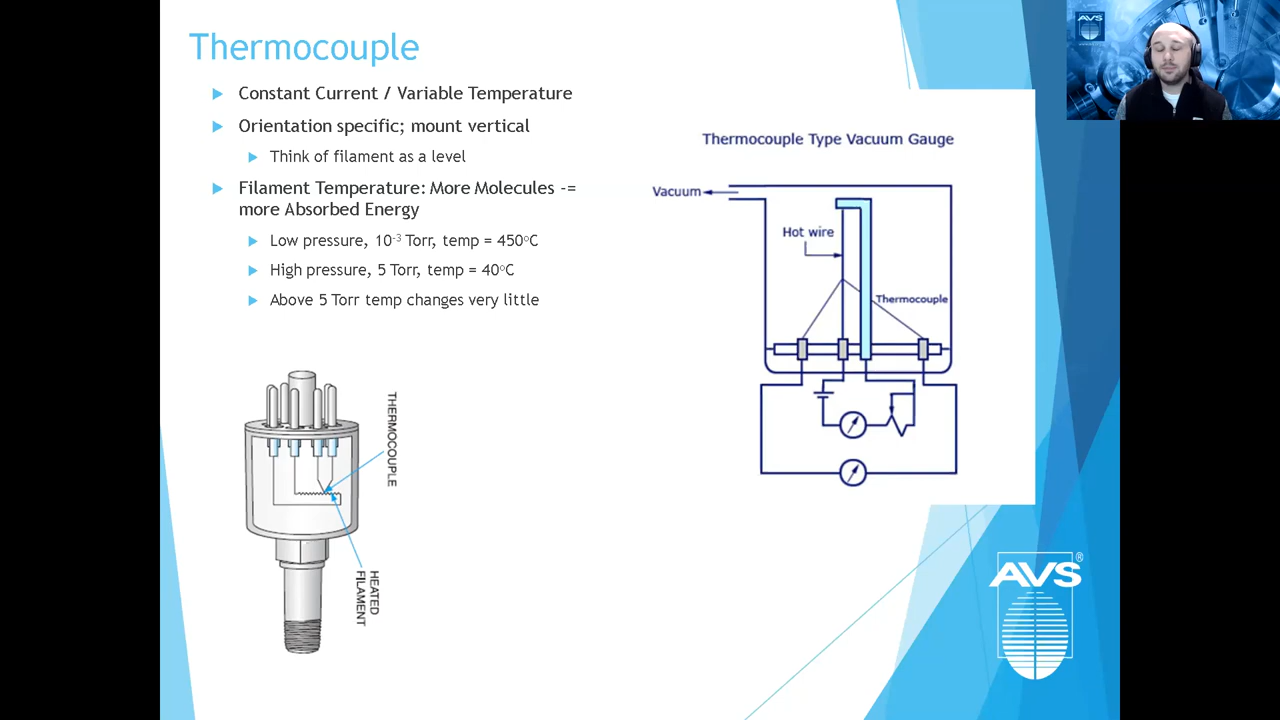 Thermocouple
Constant Current / Variable Temperature
Orientation specific; mount vertical
Think of filament as a level
Filament Temperature: More Molecules -=
more Absorbed Energy
Low pressure, 10⁻³ Torr, temp = 450°C
High pressure, 5 Torr, temp = 40°C
Above 5 Torr temp changes very little
THERMOCOUPLE
HEATED
FILAMENT
Thermocouple Type Vacuum Gauge
Vacuum
Hot wire
Thermocouple
AVS
AVS®